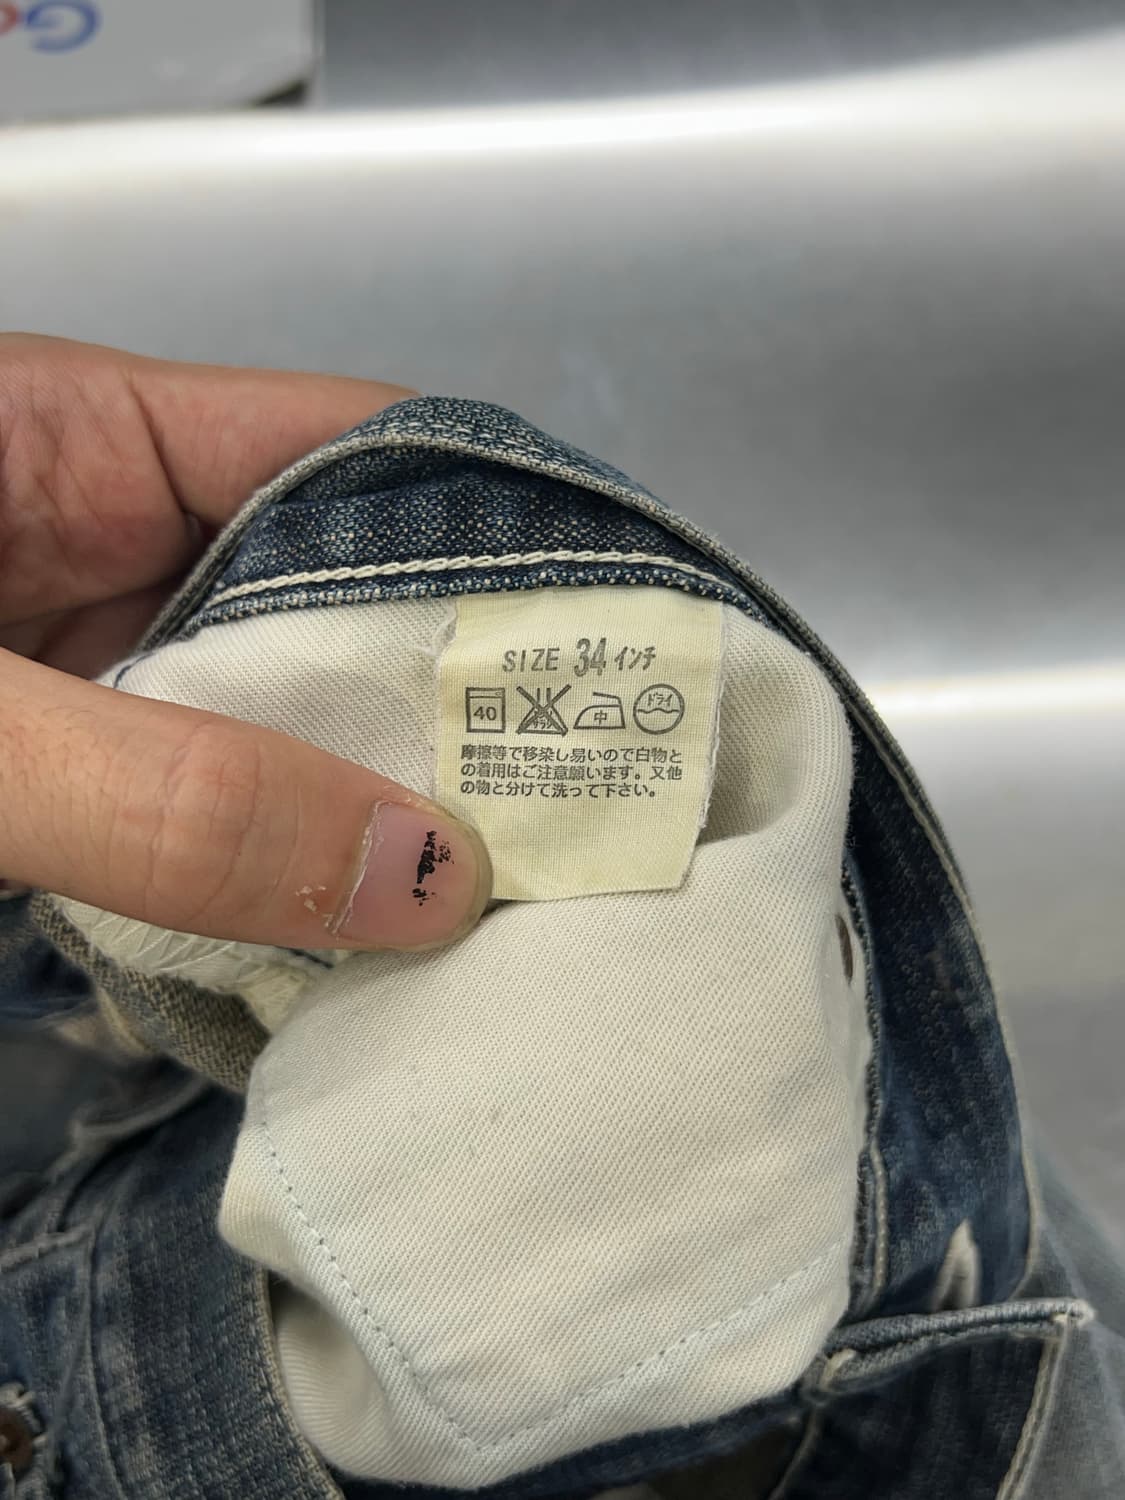 SIZE 34 インチ
40 中 ドライ
摩擦等で移染し易いので白物と
の着用はご注意願います。又他
の物と分けて洗って下さい。